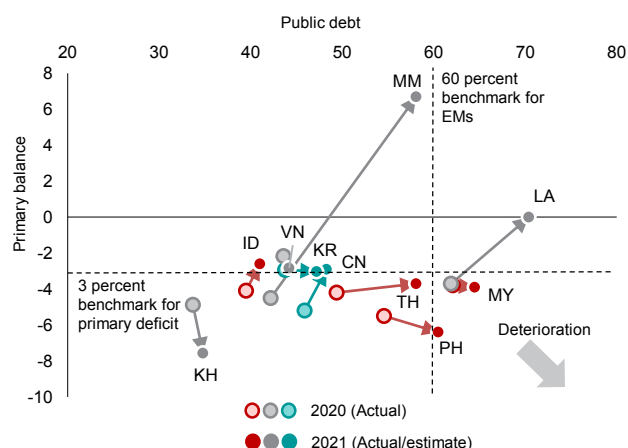 Public debt
20 30 40 50 60 70 80
Primary balance
8
6
4
2
0
-2
-4
-6
-8
-10
MM
60 percent
benchmark for
EMs
LA
ID
VN
KR
CN
3 percent
benchmark for
primary deficit
TH
MY
PH
KH
Deterioration
2020 (Actual)
2021 (Actual/estimate)